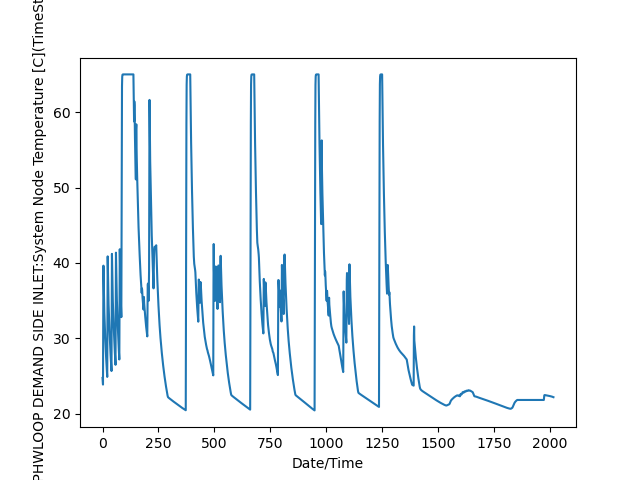 PHWLOOP DEMAND SIDE INLET:System Node Temperature [C](TimeSt
60
50
40
30
20
0 250 500 750 1000 1250 1500 1750 2000
Date/Time